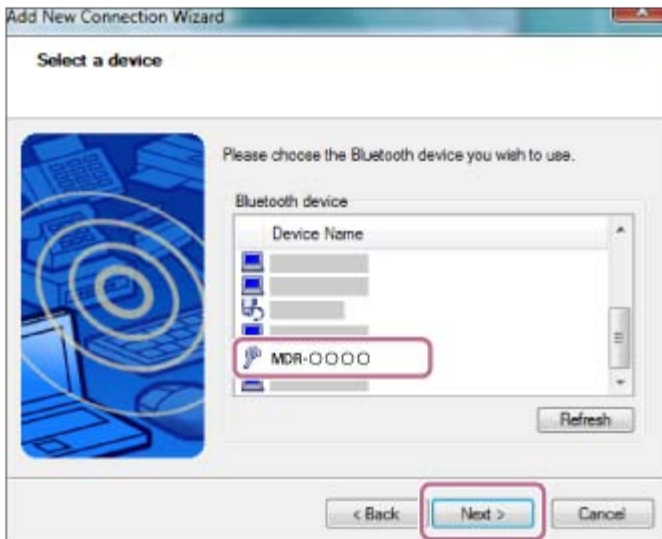 Add New Connection Wizard
Select a device
Please choose the Bluetooth device you wish to use.
Bluetooth device
Device Name
MDR-○○○○
Refresh
< Back
Next >
Cancel